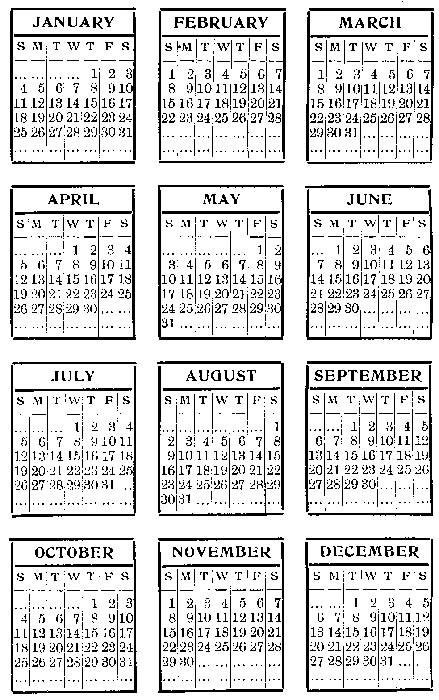 JANUARY
S M T W T F S
... ... ... ... 1 2 3
4 5 6 7 8 9 10
11 12 13 14 15 16 17
18 19 20 21 22 23 24
25 26 27 28 29 30 31
FEBRUARY
S M T W T F S
1 2 3 4 5 6 7
8 9 10 11 12 13 14
15 16 17 18 19 20 21
22 23 24 25 26 27 28
MARCH
S M T W T F S
1 2 3 4 5 6 7
8 9 10 11 12 13 14
15 16 17 18 19 20 21
22 23 24 25 26 27 28
29 30 31 ... ... ... ...
APRIL
S M T W T F S
... ... ... 1 2 3 4
5 6 7 8 9 10 11
12 13 14 15 16 17 18
19 20 21 22 23 24 25
26 27 28 29 30 ... ...
MAY
S M T W T F S
... ... ... ... ... 1 2
3 4 5 6 7 8 9
10 11 12 13 14 15 16
17 18 19 20 21 22 23
24 25 26 27 28 29 30
31 ... ... ... ... ... ...
JUNE
S M T W T F S
... 1 2 3 4 5 6
7 8 9 10 11 12 13
14 15 16 17 18 19 20
21 22 23 24 25 26 27
28 29 30 ... ... ... ...
JULY
S M T W T F S
... ... ... 1 2 3 4
5 6 7 8 9 10 11
12 13 14 15 16 17 18
19 20 21 22 23 24 25
26 27 28 29 30 31 ...
AUGUST
S M T W T F S
... ... ... ... ... ... 1
2 3 4 5 6 7 8
9 10 11 12 13 14 15
16 17 18 19 20 21 22
23 24 25 26 27 28 29
30 31 ... ... ... ... ...
SEPTEMBER
S M T W T F S
... ... 1 2 3 4 5
6 7 8 9 10 11 12
13 14 15 16 17 18 19
20 21 22 23 24 25 26
27 28 29 30 ... ... ...
OCTOBER
S M T W T F S
... ... ... ... 1 2 3
4 5 6 7 8 9 10
11 12 13 14 15 16 17
18 19 20 21 22 23 24
25 26 27 28 29 30 31
NOVEMBER
S M T W T F S
1 2 3 4 5 6 7
8 9 10 11 12 13 14
15 16 17 18 19 20 21
22 23 24 25 26 27 28
29 30 ... ... ... ... ...
DECEMBER
S M T W T F S
... ... 1 2 3 4 5
6 7 8 9 10 11 12
13 14 15 16 17 18 19
20 21 22 23 24 25 26
27 28 29 30 31 ... ...